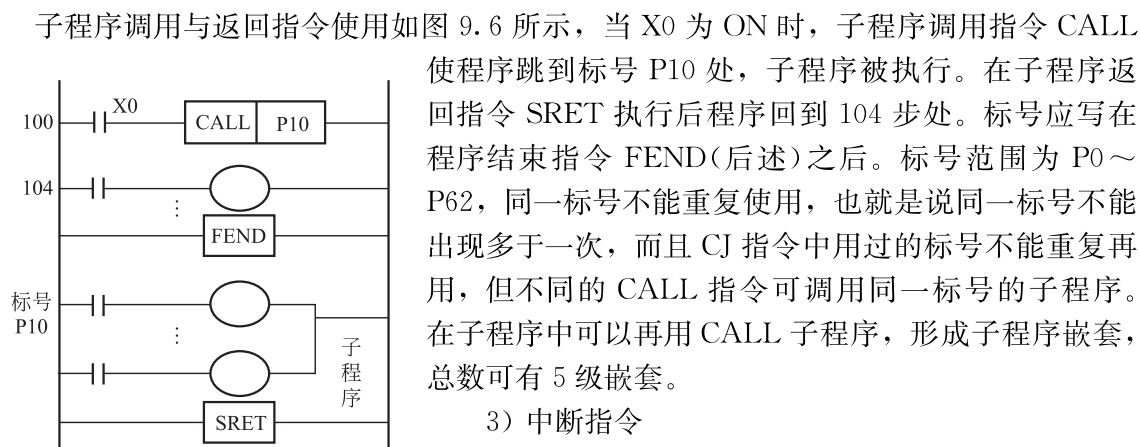 子程序调用与返回指令使用如图 9.6 所示，当 X0 为 ON 时，子程序调用指令 CALL
使程序跳到标号 P10 处，子程序被执行。在子程序返
回指令 SRET 执行后程序回到 104 步处。标号应写在
程序结束指令 FEND(后述)之后。标号范围为 P0～
P62，同一标号不能重复使用，也就是说同一标号不能
出现多于一次，而且 CJ 指令中用过的标号不能重复再
用，但不同的 CALL 指令可调用同一标号的子程序。
在子程序中可以再用 CALL 子程序，形成子程序嵌套，
总数可有 5 级嵌套。
3) 中断指令
X0
100 CALL P10
104
⋮
FEND
标号
P10
⋮
子
程
序
SRET